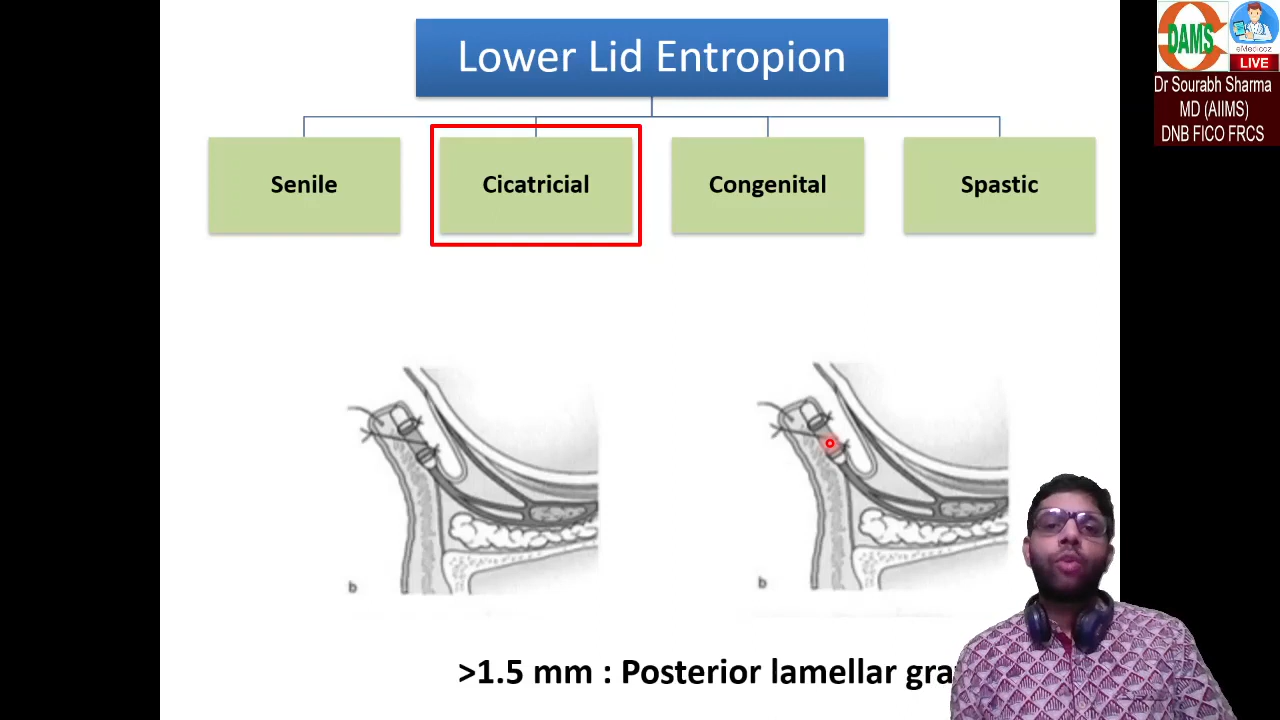 Lower Lid Entropion
DAMS
eMedicoz
LIVE
Dr Sourabh Sharma
MD (AIIMS)
DNB FICO FRCS
Senile
Cicatricial
Congenital
Spastic
b
b
>1.5 mm : Posterior lamellar